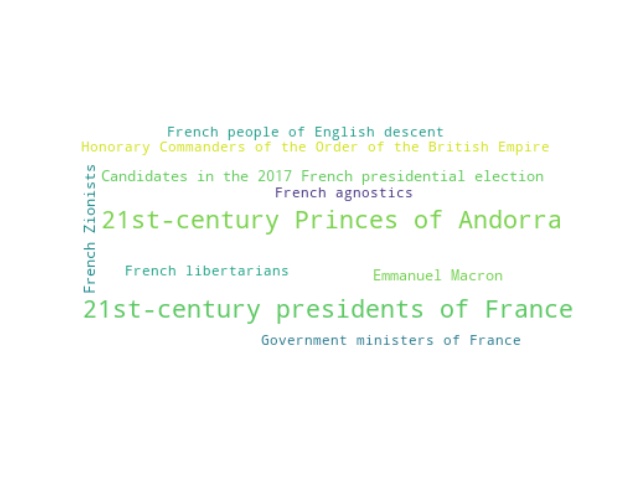 French people of English descent
Honorary Commanders of the Order of the British Empire
French Zionists
Candidates in the 2017 French presidential election
French agnostics
21st-century Princes of Andorra
French libertarians
Emmanuel Macron
21st-century presidents of France
Government ministers of France